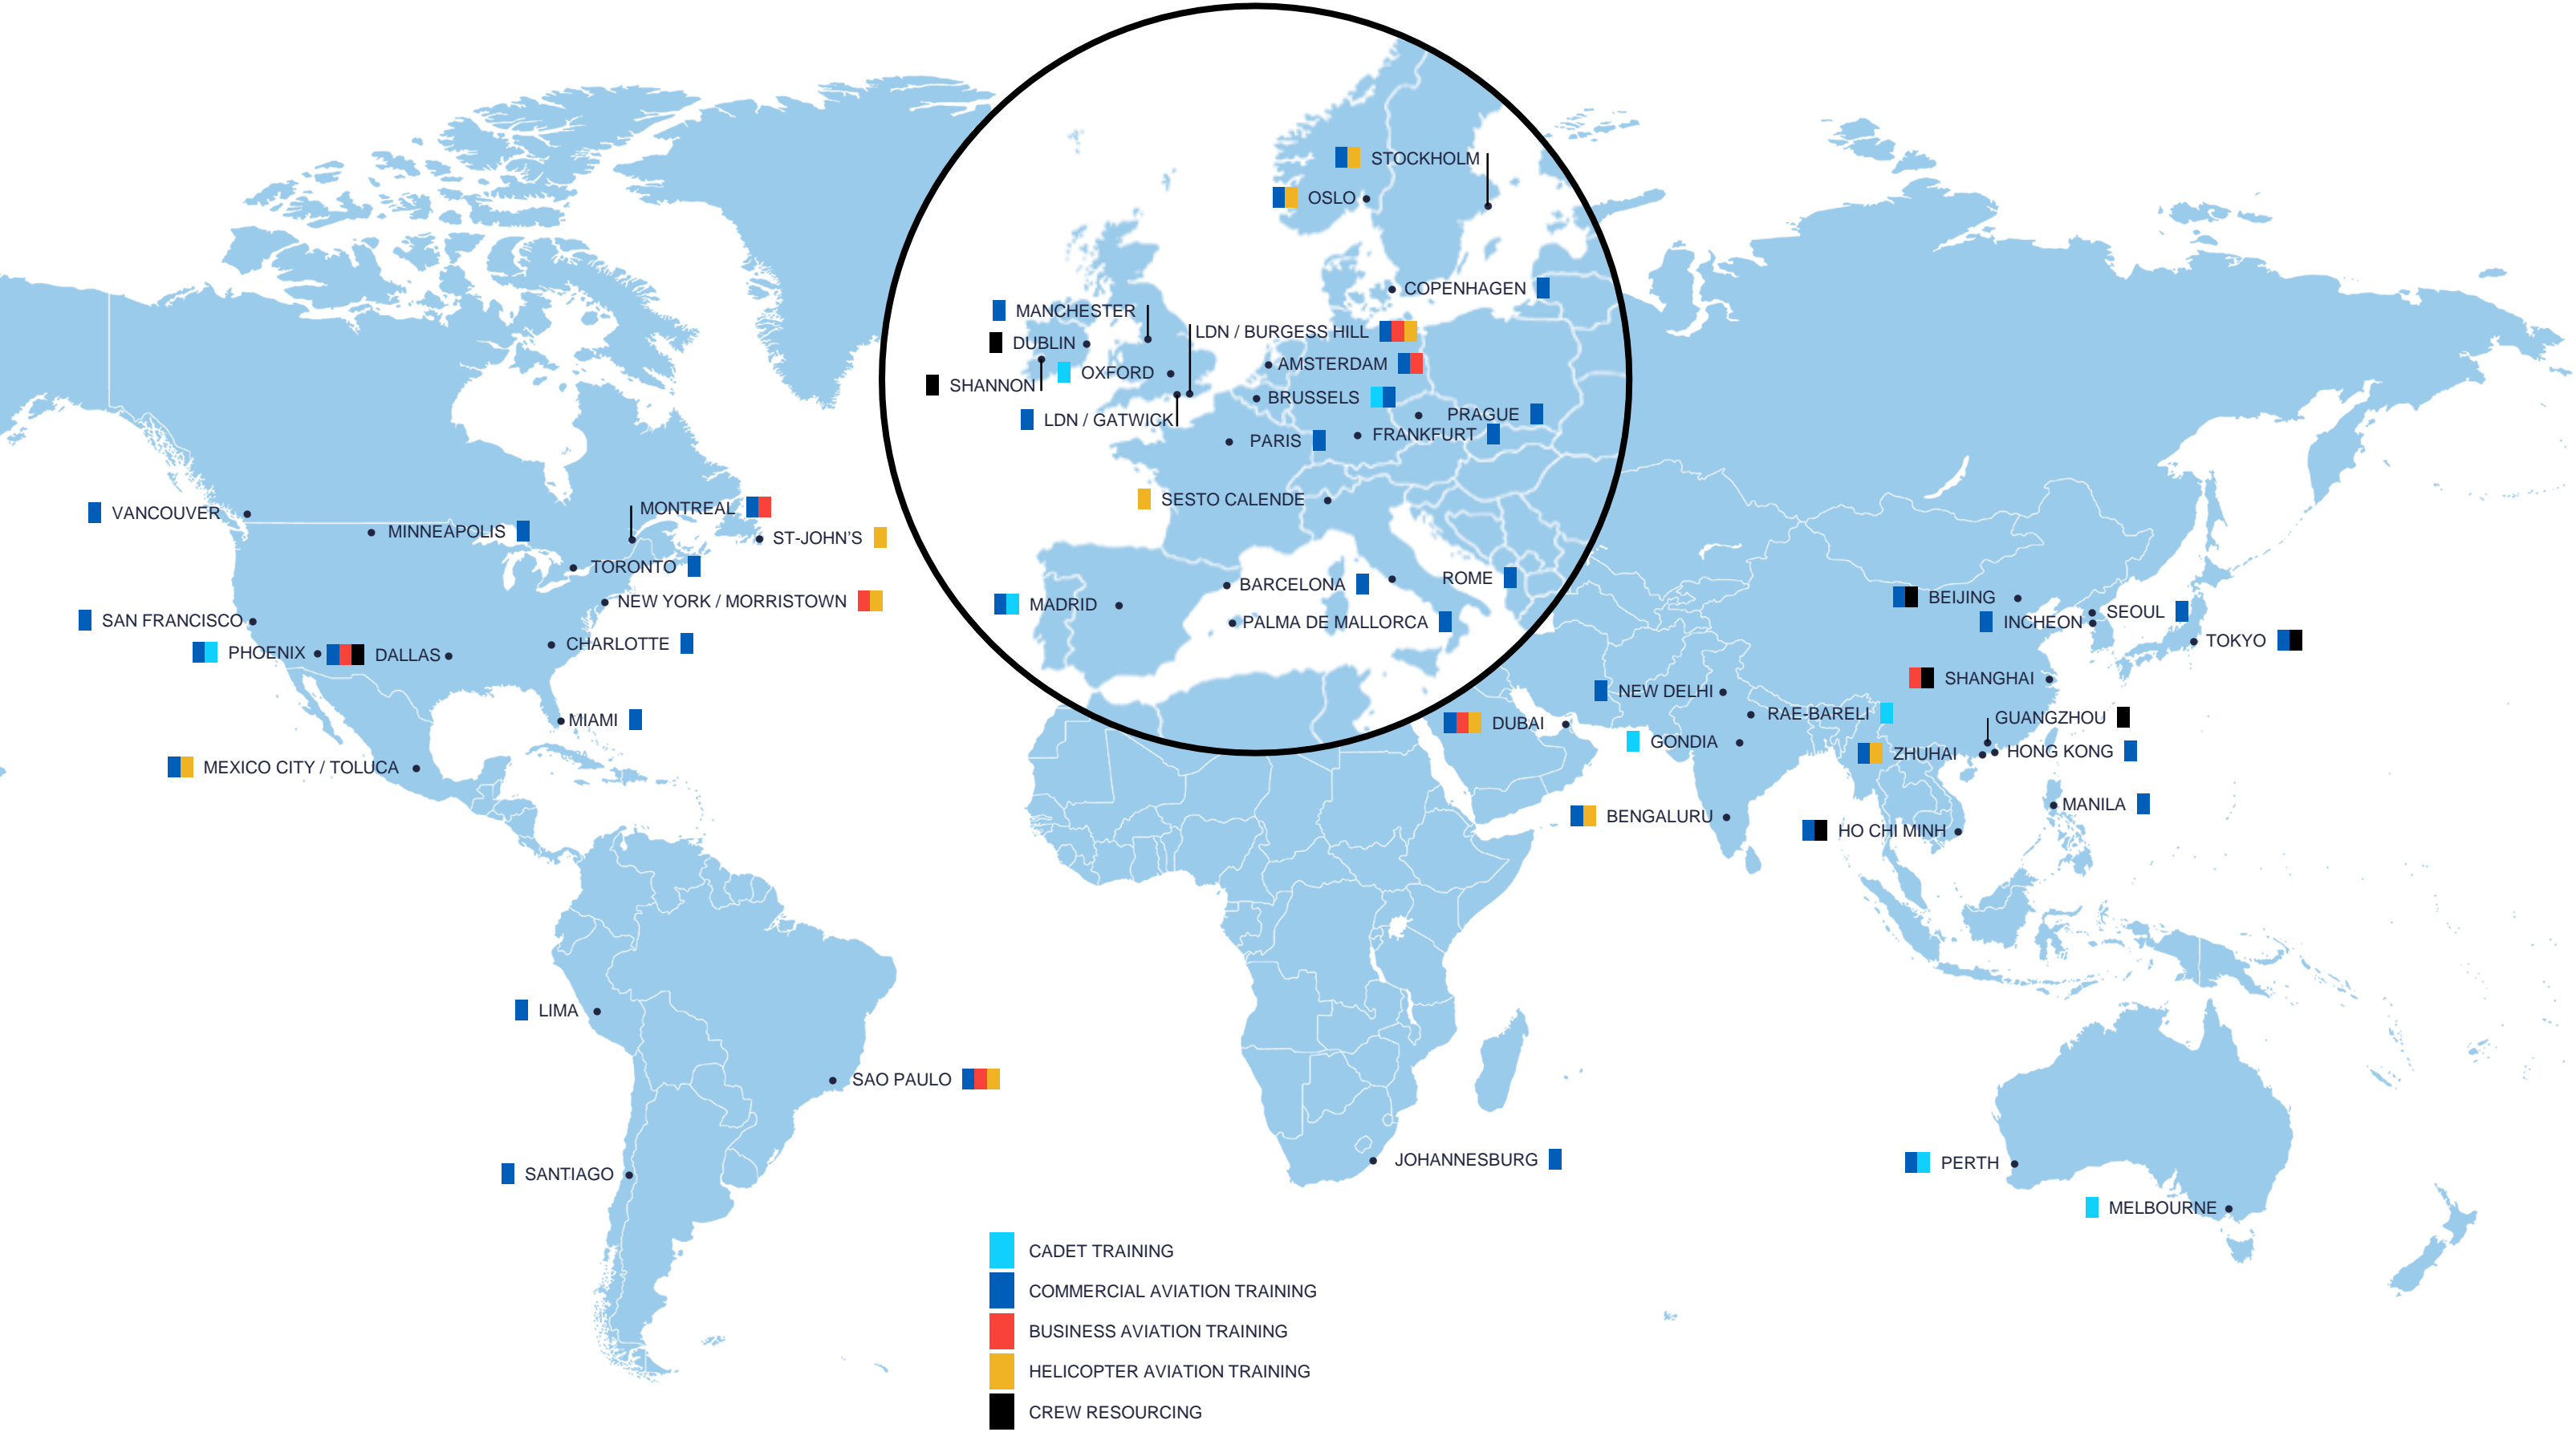 STOCKHOLM
OSLO
COPENHAGEN
MANCHESTER
LDN / BURGESS HILL
DUBLIN
AMSTERDAM
OXFORD
SHANNON
BRUSSELS
PRAGUE
LDN / GATWICK
FRANKFURT
PARIS
SESTO CALENDE
ROME
BARCELONA
MADRID
PALMA DE MALLORCA
MONTREAL
VANCOUVER
MINNEAPOLIS
ST-JOHN'S
TORONTO
NEW YORK / MORRISTOWN
SAN FRANCISCO
CHARLOTTE
PHOENIX
DALLAS
MIAMI
MEXICO CITY / TOLUCA
LIMA
SAO PAULO
SANTIAGO
BEIJING
SEOUL
INCHEON
TOKYO
SHANGHAI
NEW DELHI
RAE-BARELI
GUANGZHOU
DUBAI
GONDIA
HONG KONG
ZHUHAI
MANILA
BENGALURU
HO CHI MINH
JOHANNESBURG
PERTH
MELBOURNE
CADET TRAINING
COMMERCIAL AVIATION TRAINING
BUSINESS AVIATION TRAINING
HELICOPTER AVIATION TRAINING
CREW RESOURCING